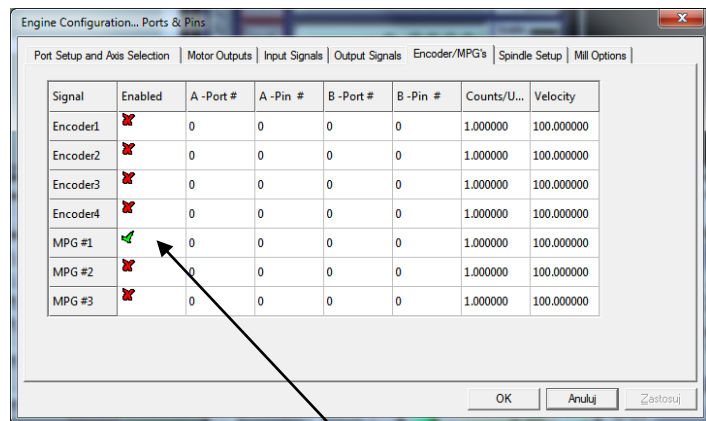 Engine Configuration... Ports & Pins
Port Setup and Axis Selection Motor Outputs Input Signals Output Signals Encoder/MPG's Spindle Setup Mill Options
Signal Enabled A -Port # A -Pin # B -Port # B -Pin # Counts/U... Velocity
Encoder1 0 0 0 0 1.000000 100.000000
Encoder2 0 0 0 0 1.000000 100.000000
Encoder3 0 0 0 0 1.000000 100.000000
Encoder4 0 0 0 0 1.000000 100.000000
MPG #1 0 0 0 0 1.000000 100.000000
MPG #2 0 0 0 0 1.000000 100.000000
MPG #3 0 0 0 0 1.000000 100.000000
OK Anuluj Zastosuj